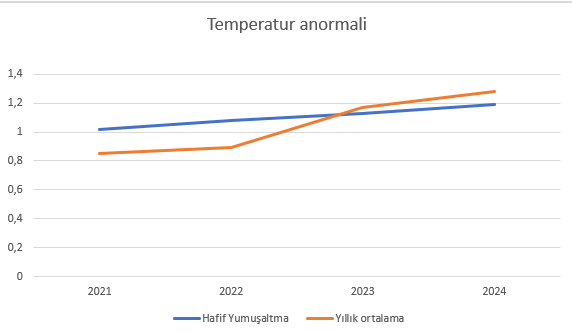 Temperatur anormali
1,4
1,2
1
0,8
0,6
0,4
0,2
0
2021 2022 2023 2024
Hafif Yumuşaltma Yıllık ortalama